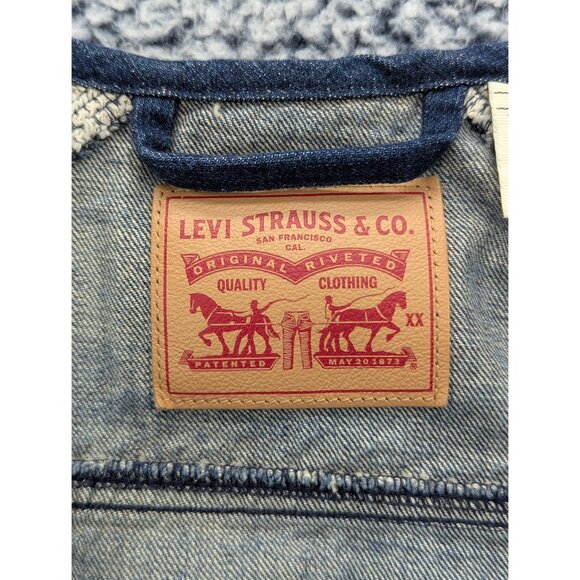 LEVI STRAUSS & CO.
SAN FRANCISCO
CAL.
ORIGINAL RIVETED
QUALITY CLOTHING
XX
PATENTED MAY 20 1873 ®